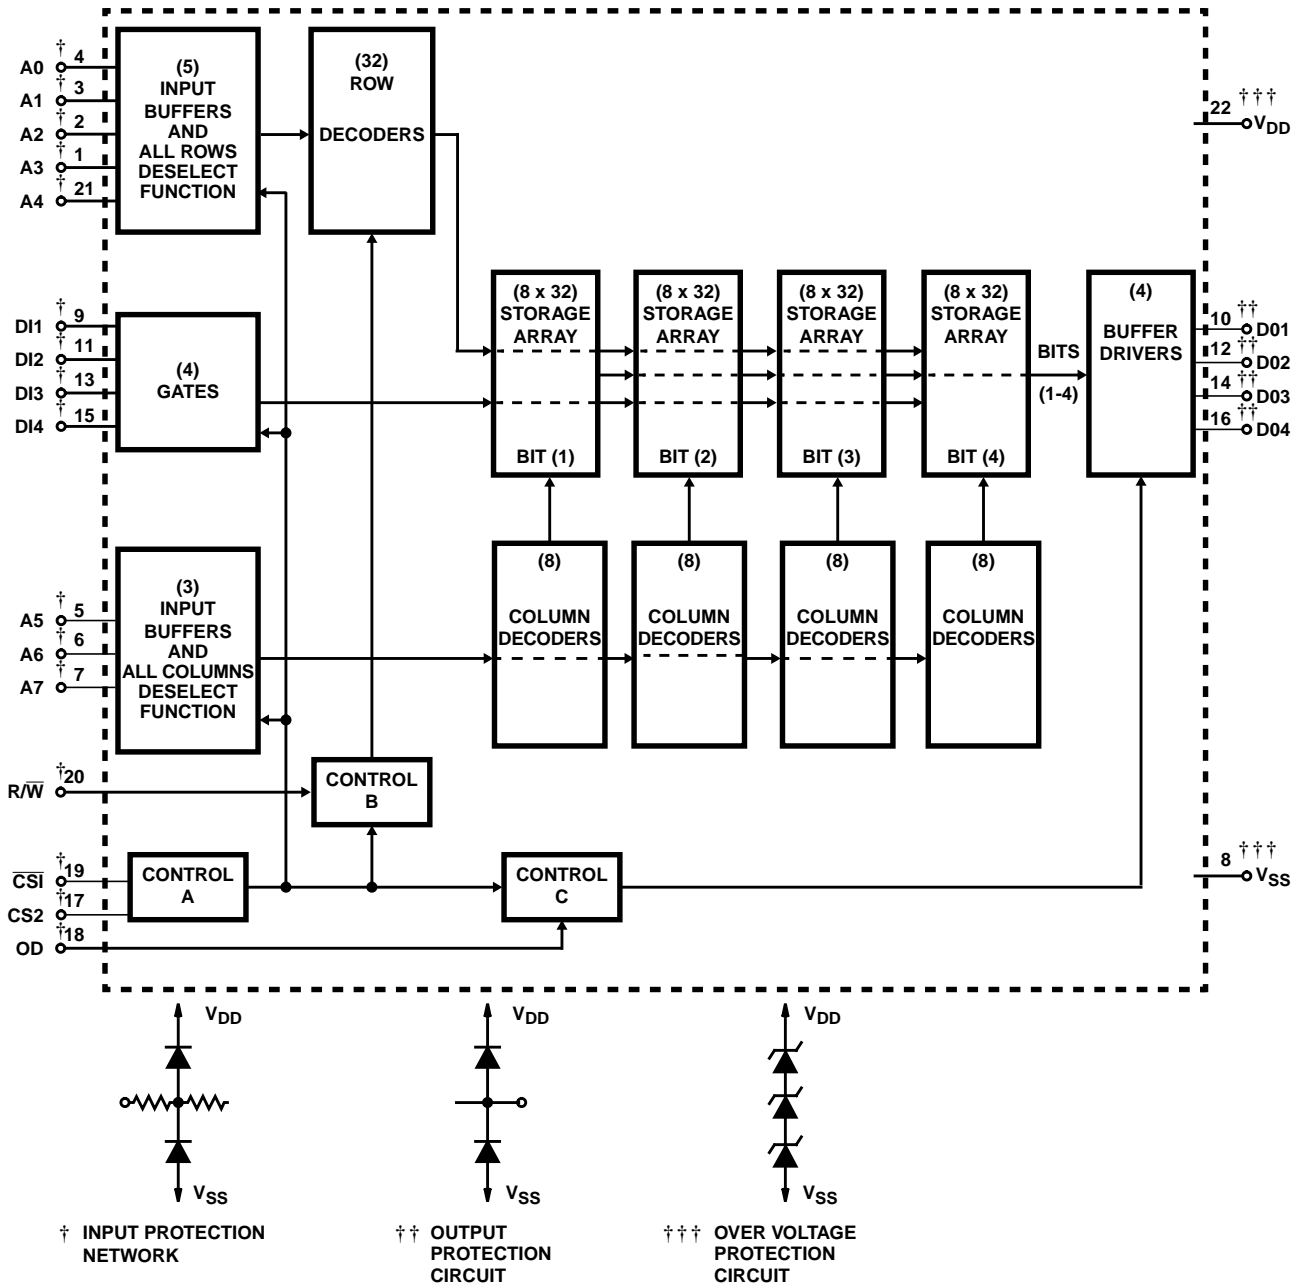 † 4
A0
† 3
A1
† 2
A2
† 1
A3
† 21
A4
(5)
INPUT
BUFFERS
AND
ALL ROWS
DESELECT
FUNCTION
(32)
ROW
DECODERS
22 †††
VDD
† 9
DI1
† 11
DI2
† 13
DI3
† 15
DI4
(4)
GATES
(8 x 32)
STORAGE
ARRAY
BIT (1)
(8 x 32)
STORAGE
ARRAY
BIT (2)
(8 x 32)
STORAGE
ARRAY
BIT (3)
(8 x 32)
STORAGE
ARRAY
BIT (4)
BITS
(1-4)
(4)
BUFFER
DRIVERS
10 ††
D01
12 ††
D02
14 ††
D03
16 ††
D04
† 5
A5
† 6
A6
† 7
A7
(3)
INPUT
BUFFERS
AND
ALL COLUMNS
DESELECT
FUNCTION
(8)
COLUMN
DECODERS
(8)
COLUMN
DECODERS
(8)
COLUMN
DECODERS
(8)
COLUMN
DECODERS
† 20
R/W̅
CONTROL
B
† 19
C̅S̅I̅
† 17
CS2
† 18
OD
CONTROL
A
CONTROL
C
8 †††
VSS
VDD
VSS
† INPUT PROTECTION
NETWORK
VDD
VSS
†† OUTPUT
PROTECTION
CIRCUIT
VDD
VSS
††† OVER VOLTAGE
PROTECTION
CIRCUIT